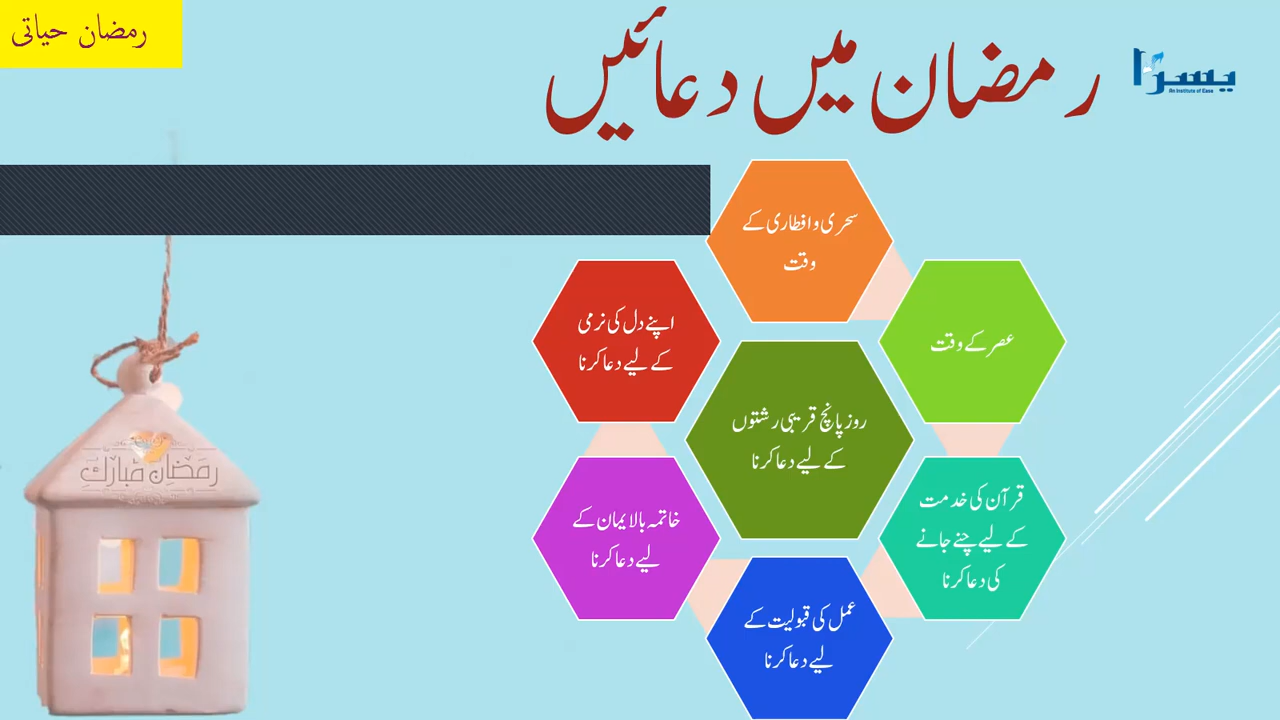 رمضان حیاتی
رمضان میں دعائیں
یسرا
An Institute of Ease
سحری و افطاری کے
وقت
عصر کے وقت
قرآن کی خدمت
کے لیے چنے جانے
کی دعا کرنا
عمل کی قبولیت کے
لیے دعا کرنا
خاتمہ بالایمان کے
لیے دعا کرنا
اپنے دل کی نرمی
کے لیے دعا کرنا
روز پانچ قریبی رشتوں
کے لیے دعا کرنا
رمضان مبارك